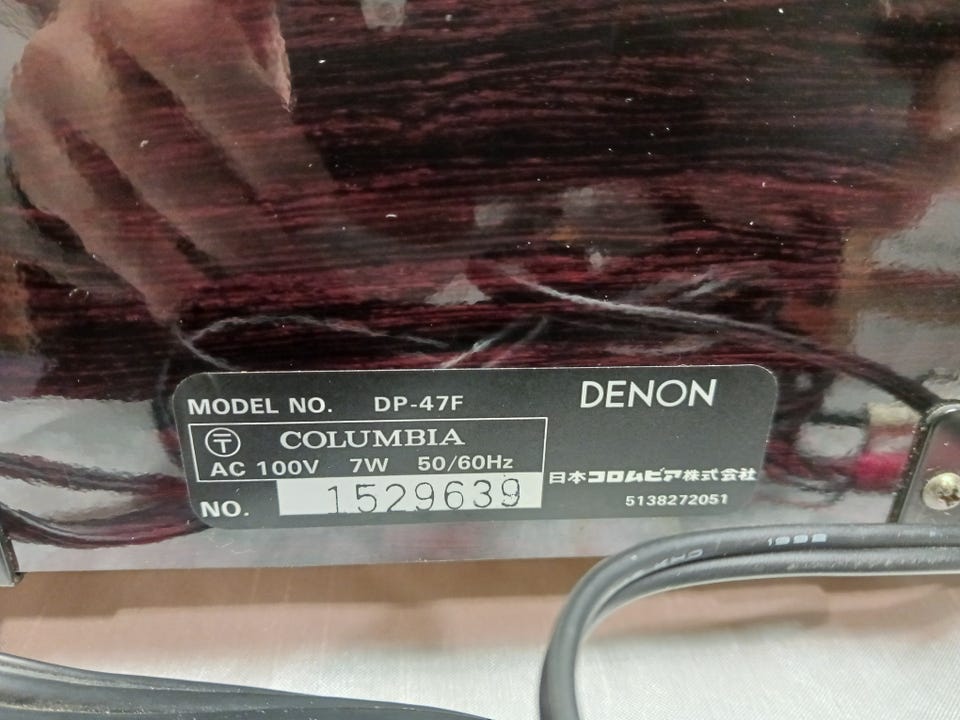 MODEL NO. DP-47F
DENON
〒 COLUMBIA
AC 100V 7W 50/60Hz
NO. 1529639
日本コロムビア株式会社
5138272051
1998